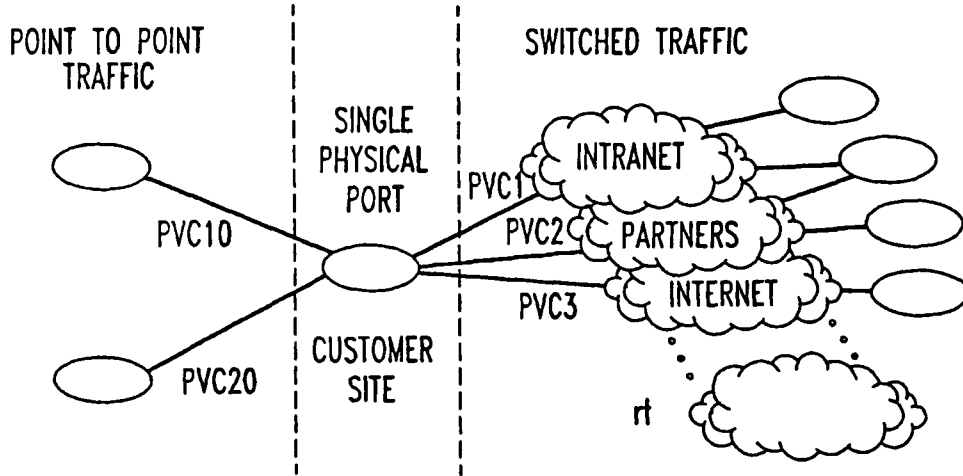 POINT TO POINT
TRAFFIC
SINGLE
PHYSICAL
PORT
SWITCHED TRAFFIC
INTRANET
PVC1
PVC10
PVC2
PARTNERS
PVC3
INTERNET
PVC20
CUSTOMER
SITE
rf